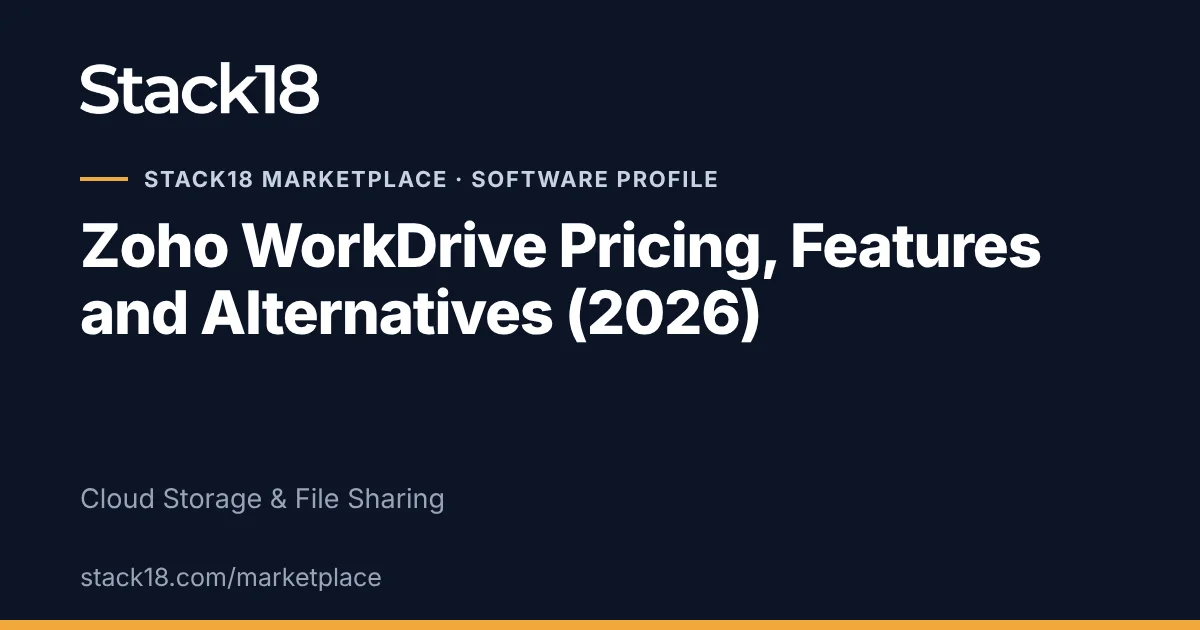 Stack18
STACK18 MARKETPLACE · SOFTWARE PROFILE
Zoho WorkDrive Pricing, Features
and Alternatives (2026)
Cloud Storage & File Sharing
stack18.com/marketplace